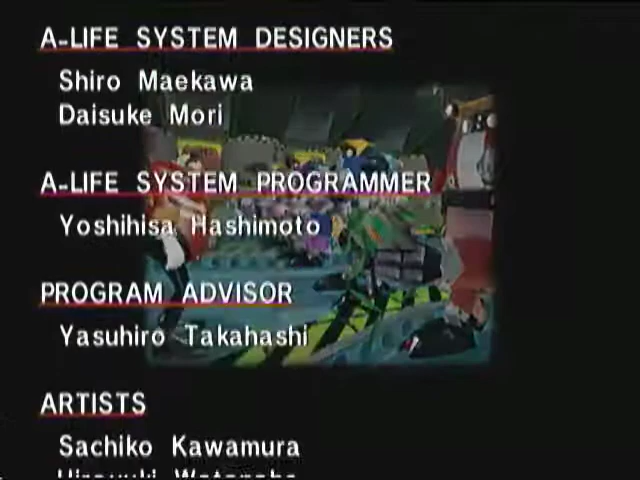 A-LIFE SYSTEM DESIGNERS
Shiro Maekawa
Daisuke Mori
A-LIFE SYSTEM PROGRAMMER
Yoshihisa Hashimoto
PROGRAM ADVISOR
Yasuhiro Takahashi
ARTISTS
Sachiko Kawamura